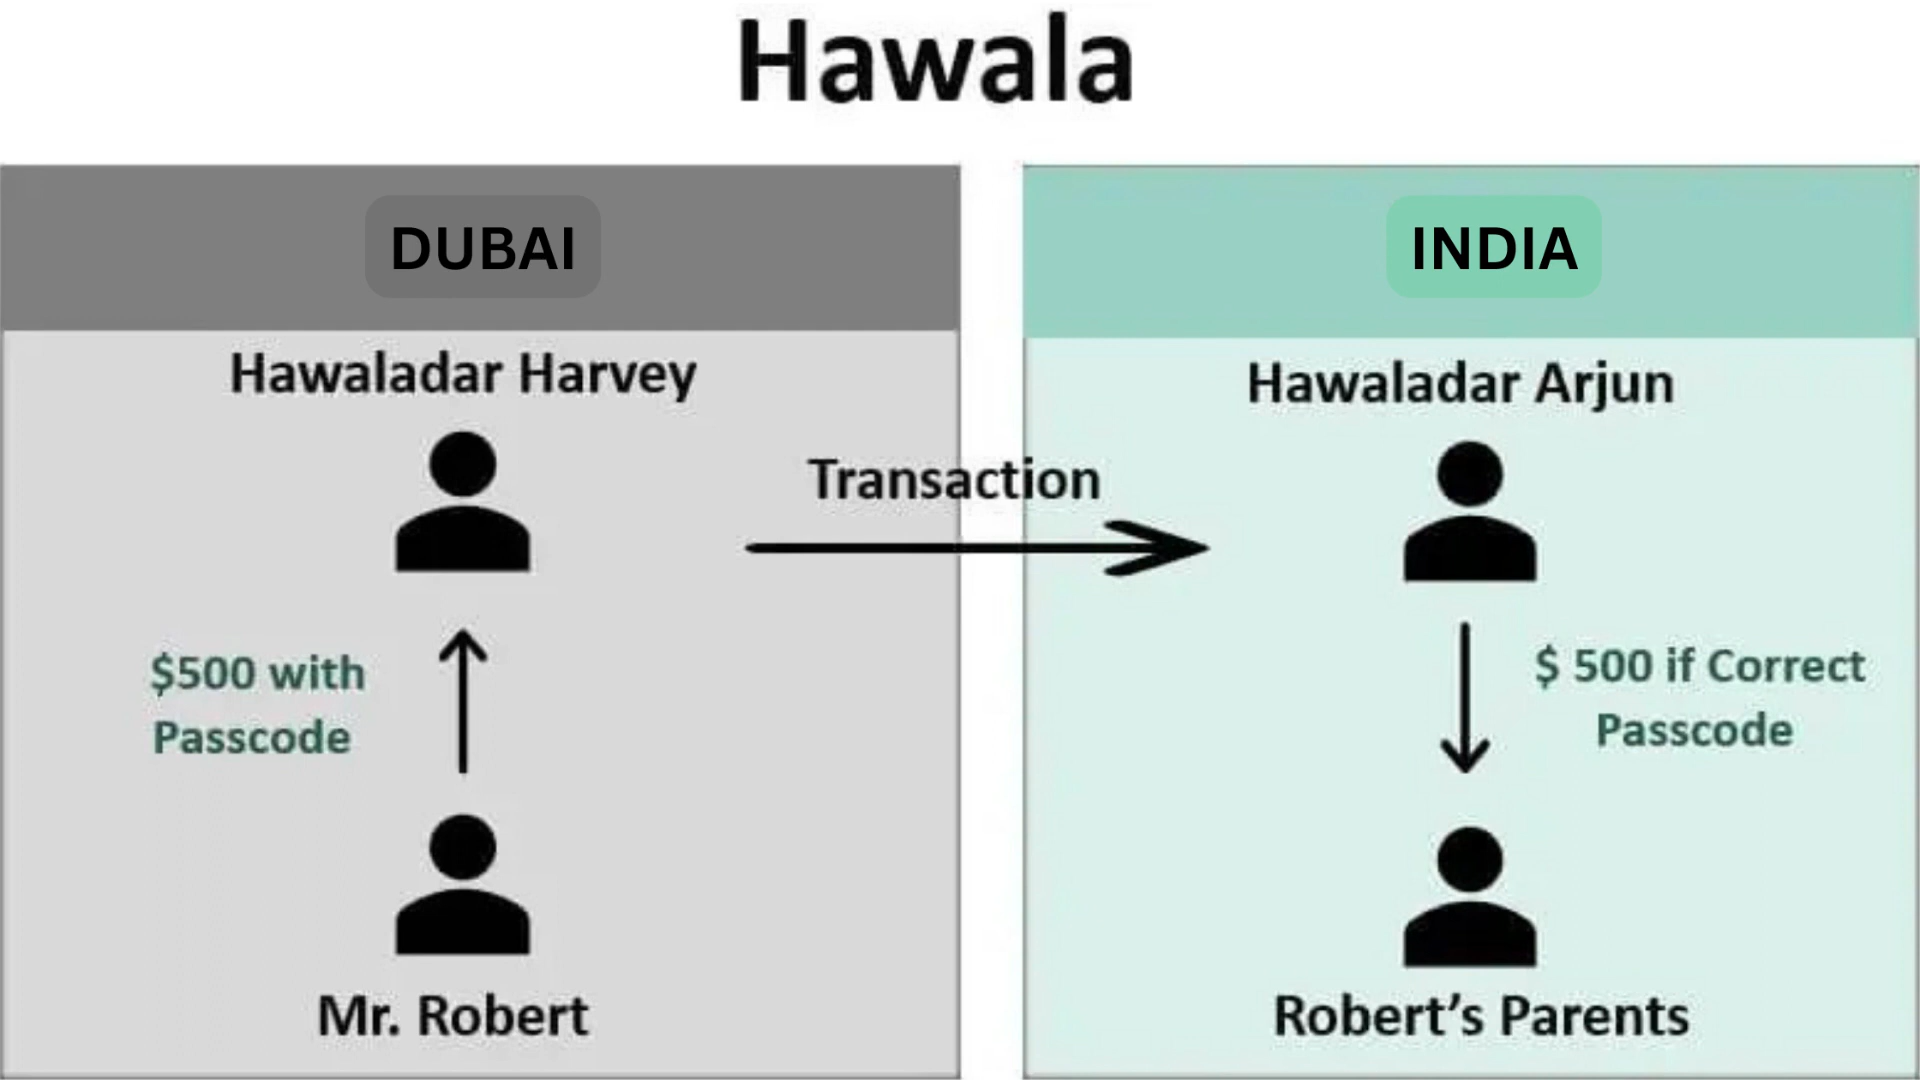 Hawala
DUBAI
Hawaladar Harvey
$500 with
Passcode
Mr. Robert
Transaction
INDIA
Hawaladar Arjun
$ 500 if Correct
Passcode
Robert's Parents